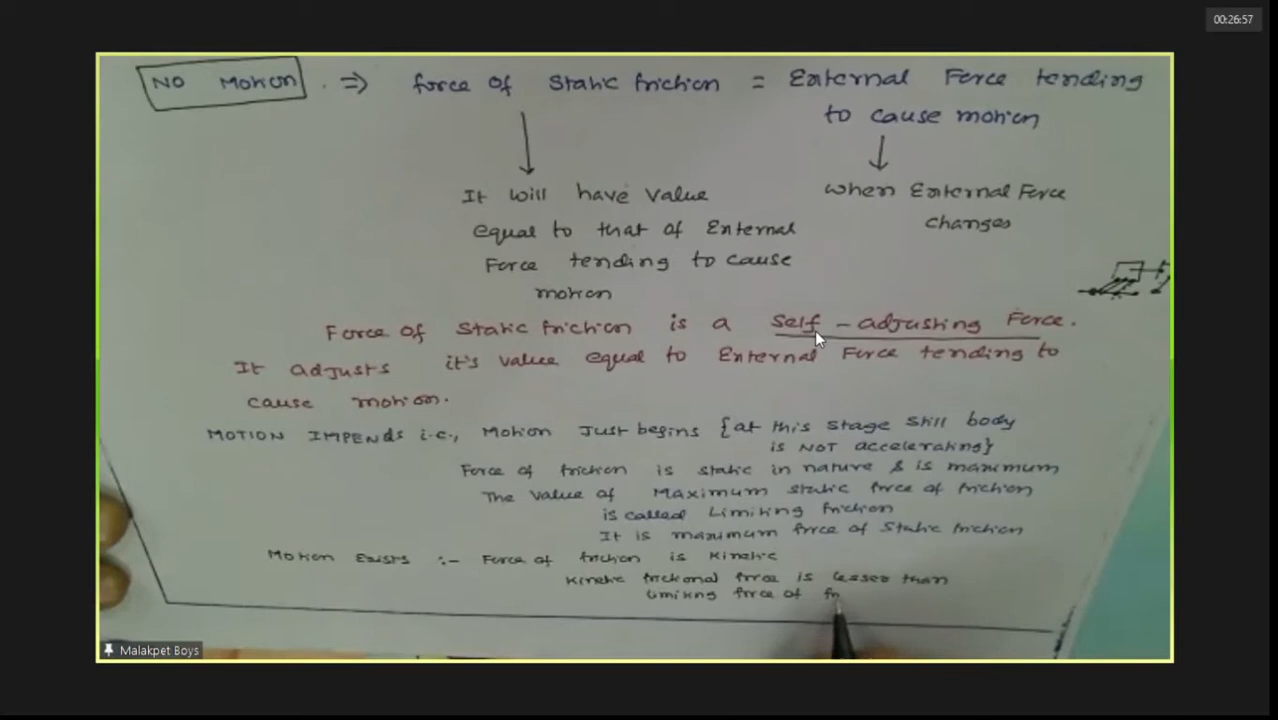 00:26:57
NO Motion ⇒ force of Static friction = External Force tending
to cause motion
It will have value
equal to that of External
Force tending to cause
motion
when External Force
changes
Force of Static friction is a Self - adjusting Force.
It adjusts it's value equal to External Force tending to
cause motion.
MOTION IMPENDS i.e., Motion Just begins {at this stage still body
is NOT accelerating}
Force of friction is static in nature & is maximum
The value of Maximum static force of friction
is called Limiting friction
It is maximum force of Static friction
Motion Exists :- Force of friction is Kinetic
Kinetic frictional force is lesser than
limiting force of
Malakpet Boys